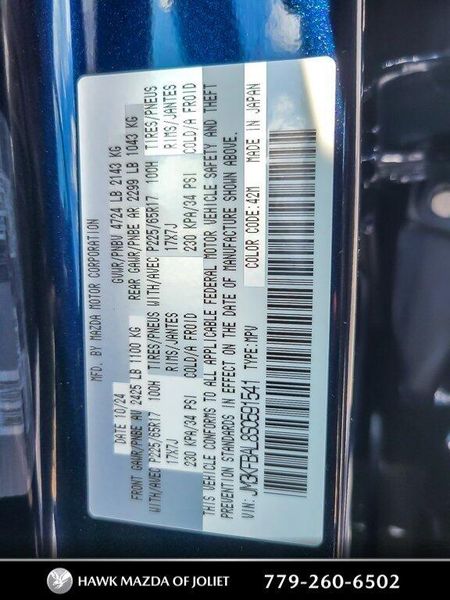 MFD. BY MAZDA MOTOR CORPORATION
DATE 10/24 GVWR/PNBV 4724 LB 2143 KG
FRONT GAWR/PNBE AV 2425 LB 1100 KG REAR GAWR/PNBE AR 2299 LB 1043 KG
WITH/AVEC P225/65R17 100H TIRES/PNEUS WITH/AVEC P225/65R17 100H TIRES/PNEUS
17X7J RIMS/JANTES 17X7J RIMS/JANTES
230 KPA/34 PSI COLD/A FROID 230 KPA/34 PSI COLD/A FROID
THIS VEHICLE CONFORMS TO ALL APPLICABLE FEDERAL MOTOR VEHICLE SAFETY AND THEFT
PREVENTION STANDARDS IN EFFECT ON THE DATE OF MANUFACTURE SHOWN ABOVE.
VIN: JM3KFBAL8S0591541 TYPE: MPV COLOR CODE: 42M MADE IN JAPAN
HAWK MAZDA OF JOLIET 779-260-6502